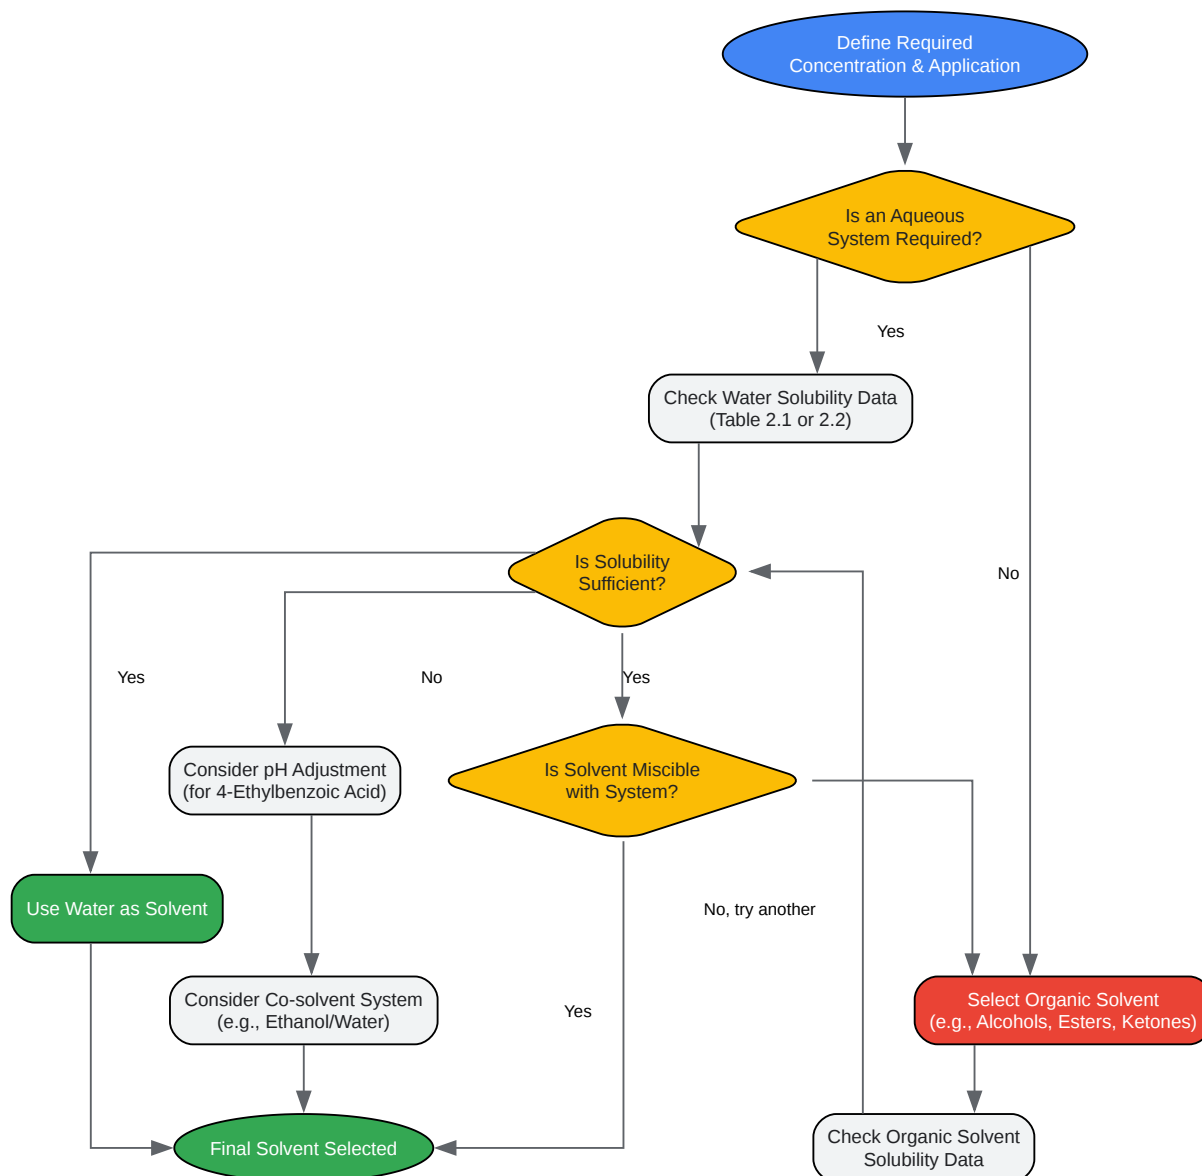 Define Required
Concentration & Application
Is an Aqueous
System Required?
Yes
Check Water Solubility Data
(Table 2.1 or 2.2)
Is Solubility
Sufficient?
No
Yes
No
Yes
Consider pH Adjustment
(for 4-Ethylbenzoic Acid)
Is Solvent Miscible
with System?
Use Water as Solvent
No, try another
Consider Co-solvent System
(e.g., Ethanol/Water)
Yes
Select Organic Solvent
(e.g., Alcohols, Esters, Ketones)
Final Solvent Selected
Check Organic Solvent
Solubility Data